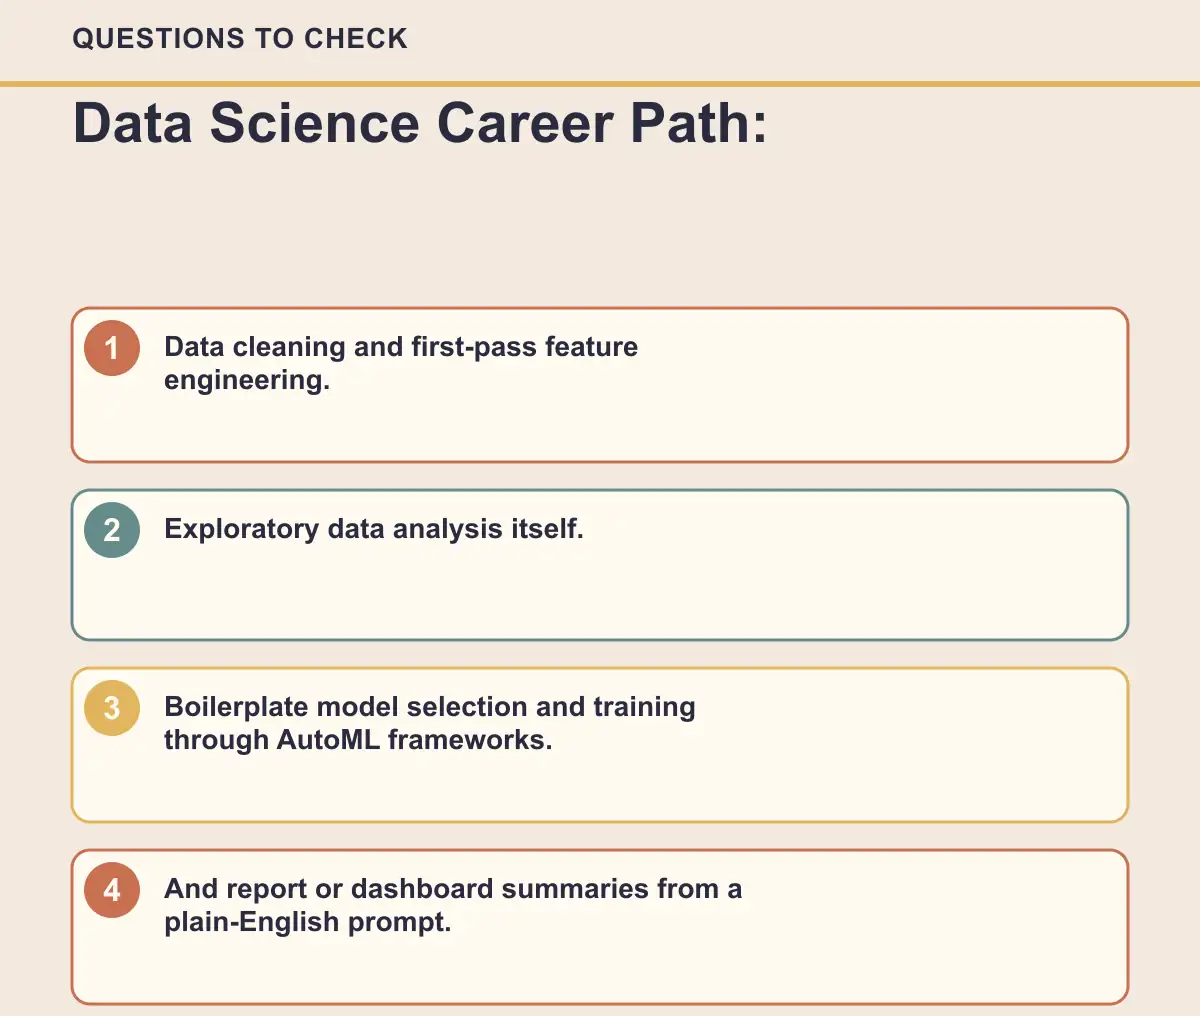 QUESTIONS TO CHECK
Data Science Career Path:
1
Data cleaning and first-pass feature
engineering.
2
Exploratory data analysis itself.
3
Boilerplate model selection and training
through AutoML frameworks.
4
And report or dashboard summaries from a
plain-English prompt.